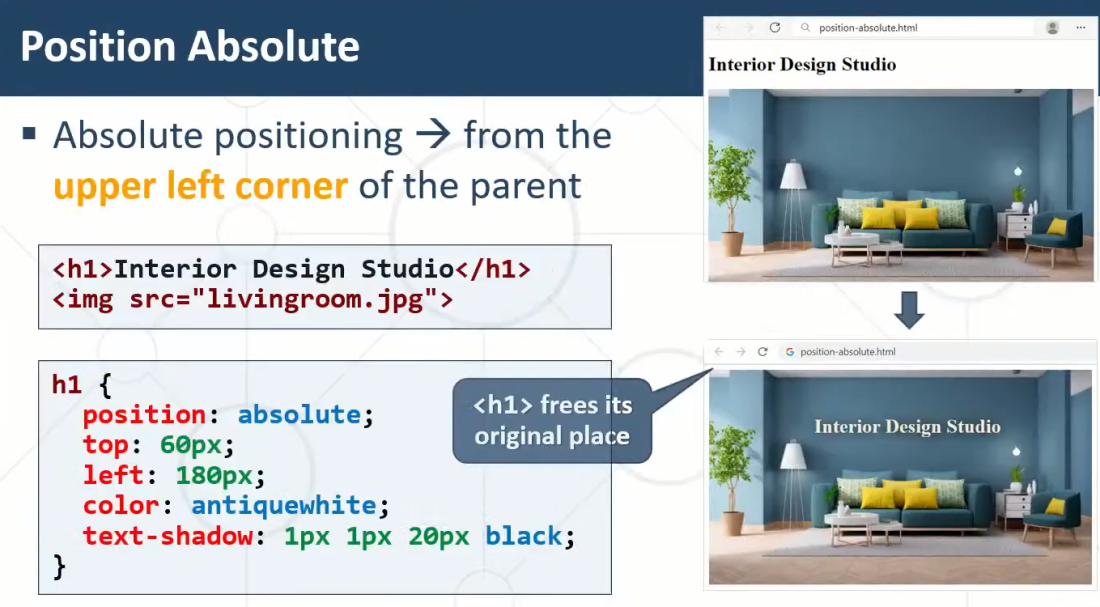 Position Absolute
▪ Absolute positioning → from the
upper left corner of the parent
<h1>Interior Design Studio</h1>
<img src="livingroom.jpg">
h1 {
  position: absolute;
  top: 60px;
  left: 180px;
  color: antiquewhite;
  text-shadow: 1px 1px 20px black;
}
<h1> frees its
original place
position-absolute.html
Interior Design Studio
position-absolute.html
Interior Design Studio